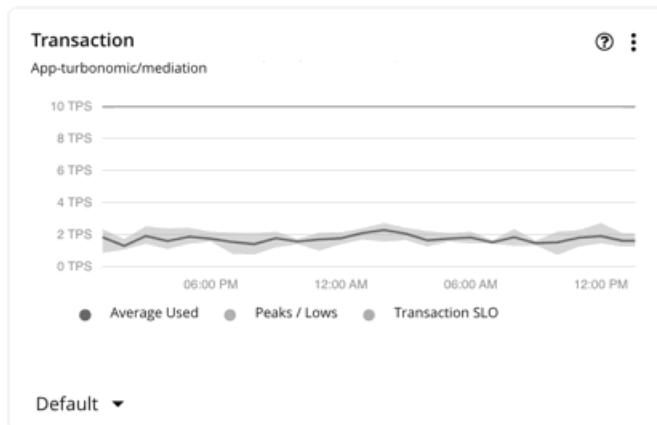 Transaction
App-turbonomic/mediation
10 TPS
8 TPS
6 TPS
4 TPS
2 TPS
0 TPS
06:00 PM 12:00 AM 06:00 AM 12:00 PM
Average Used Peaks / Lows Transaction SLO
Default